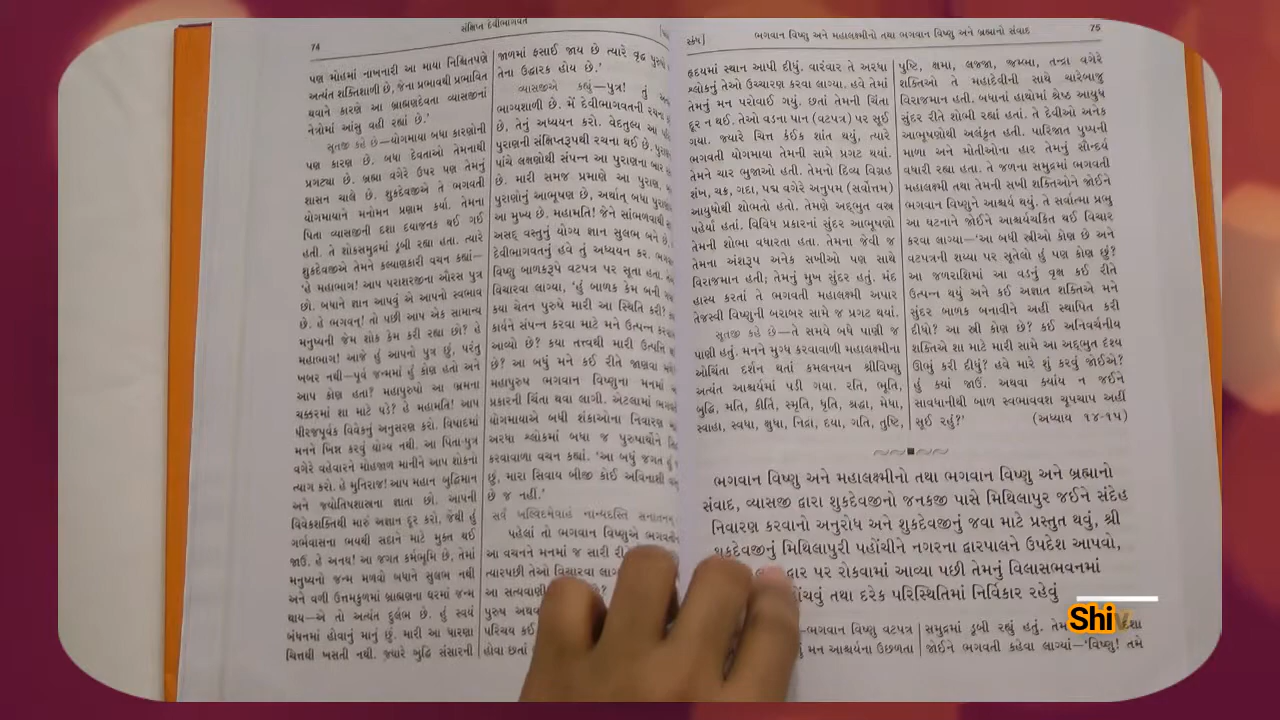 74
સંક્ષિપ્ત દેવીભાગવત
પણ મોહમાં નાખનારી આ માયા નિશ્ચિતપણે
અત્યંત શક્તિશાળી છે, જેના પ્રભાવથી પ્રભાવિત
થવાને કારણે આ બ્રાહ્મણદેવતા વ્યાસજીનાં
નેત્રોમાં આંસુ વહી રહ્યાં છે.'
સૂતજી કહે છે—યોગમાયા બધા કારણોની
પણ કારણ છે. બધા દેવતાઓ તેમનાથી
પ્રગટ્યા છે. બ્રહ્મા વગેરે ઉપર પણ તેમનું
શાસન ચાલે છે. શુકદેવજીએ તે ભગવતી
યોગમાયાને મનોમન પ્રણામ કર્યા. તેમના
પિતા વ્યાસજીની દશા દયાજનક થઈ ગઈ
હતી. તે શોકસમુદ્રમાં ડૂબી રહ્યા હતા. ત્યારે
શુકદેવજીએ તેમને કલ્યાણકારી વચન કહ્યાં—
'હે મહાભાગ! આપ પરાશરજીના ઔરસ પુત્ર
છો. બધાને જ્ઞાન આપવું એ આપનો સ્વભાવ
છે. હે ભગવન્! તો પછી આપ એક સામાન્ય
મનુષ્યની જેમ શોક કેમ કરી રહ્યા છો? હે
મહાભાગ! આજે હું આપનો પુત્ર છું, પરંતુ
ખબર નથી—પૂર્વ જન્મમાં હું કોણ હતો અને
આપ કોણ હતા? મહાપુરુષો આ ભ્રમના
ચક્કરમાં શા માટે પડે? હે મહામતિ! આપ
ધીરજપૂર્વક વિવેકનું અનુસરણ કરો. વિષાદમાં
મનને ખિન્ન કરવું યોગ્ય નથી. આ પિતા-પુત્ર
વગેરે વહેવારને મોહજાળ માનીને આપ શોકનો
ત્યાગ કરો. હે મુનિરાજ! આપ મહાન બુદ્ધિમાન
અને જ્યોતિષશાસ્ત્રના જ્ઞાતા છો. આપની
વિવેકશક્તિથી મારું અજ્ઞાન દૂર કરો, જેથી હું
ગર્ભવાસના ભયથી સદાને માટે મુક્ત થઈ
જાઉં. હે અનઘ! આ જગત કર્મભૂમિ છે, તેમાં
મનુષ્યનો જન્મ મળવો બધાને સુલભ નથી
અને વળી ઉત્તમકુળમાં બ્રાહ્મણના ઘરમાં જન્મ
થાય—એ તો અત્યંત દુર્લભ છે. હું સ્વયં
બંધનમાં હોવાનું માનું છું. મારી આ ધારણા
ચિત્તથી ખસતી નથી. જ્યારે બુદ્ધિ સંસારની
જાળમાં ફસાઈ જાય છે ત્યારે વૃદ્ધ પુરુષો
તેના ઉદ્ધારક હોય છે.'
વ્યાસજીએ કહ્યું—પુત્ર! તું
ભાગ્યશાળી છે. મેં દેવીભાગવતની રચના
છે, તેનું અધ્યયન કરો. વેદતુલ્ય આ
પુરાણની સંક્ષિપ્તરૂપથી રચના થઈ છે.
પાંચે લક્ષણોથી સંપન્ન આ પુરાણના બાર
છે. મારી સમજ પ્રમાણે આ પુરાણ,
પુરાણોનું આભૂષણ છે, અર્થાત્ બધા
આ મુખ્ય છે. મહામતિ! જેને સાંભળવાથી
અસદ્ વસ્તુનું યોગ્ય જ્ઞાન સુલભ બને છે,
દેવીભાગવતનું હવે તું અધ્યયન કર.
વિષ્ણુ બાળકરૂપે વટપત્ર પર સૂતા હતા.
વિચારવા લાગ્યા, 'હું બાળક કેમ બની
કયા ચેતન પુરુષે મારી આ સ્થિતિ કરી?
કાર્યને સંપન્ન કરવા માટે મને ઉત્પન્ન
આવ્યો છે? કયા તત્ત્વથી મારી ઉત્પત્તિ
છે? આ બધું મને કઈ રીતે જાણવા
મહાપુરુષ ભગવાન વિષ્ણુના મનમાં
પ્રકારની ચિંતા થવા લાગી. એટલામાં
યોગમાયાએ બધી શંકાઓના નિવારણ
અરધા શ્લોકમાં બધા જ પુરુષાર્થોને
કરવાવાળા વચન કહ્યાં. 'આ બધું જગત હું
છું, મારા સિવાય બીજી કોઈ અવિનાશી
છે જ નહીં.'
સર્વં ખલ્વિદમેવાહં નાન્યદસ્તિ
પહેલાં તો ભગવાન વિષ્ણુએ
આ વચનને મનમાં જ સારી
ત્યારપછી તેઓ વિચારવા
આ સત્યવાણી
પુરુષ અથવા
પરિચય કઈ
હોવા છતાં
સ્કંધ]
ભગવાન વિષ્ણુ અને મહાલક્ષ્મીનો તથા ભગવાન વિષ્ણુ અને બ્રહ્માનો સંવાદ
75
હૃદયમાં સ્થાન આપી દીધું. વારંવાર તે અરધા
શ્લોકનું તેઓ ઉચ્ચારણ કરવા લાગ્યા. હવે તેમાં
તેમનું મન પરોવાઈ ગયું. છતાં તેમની ચિંતા
દૂર ન થઈ. તેઓ વડના પાન (વટપત્ર) પર સૂઈ
ગયા. જ્યારે ચિત્ત કંઈક શાંત થયું, ત્યારે
ભગવતી યોગમાયા તેમની સામે પ્રગટ થયાં.
તેમને ચાર ભુજાઓ હતી. તેમનો દિવ્ય વિગ્રહ
શંખ, ચક્ર, ગદા, પદ્મ વગેરે અનુપમ (સર્વોત્તમ)
આયુધોથી શોભતો હતો. તેમણે અદ્ભુત વસ્ત્ર
પહેર્યાં હતાં. વિવિધ પ્રકારનાં સુંદર આભૂષણો
તેમની શોભા વધારતા હતા. તેમના જેવી જ
તેમના અંશરૂપ અનેક સખીઓ પણ સાથે
વિરાજમાન હતી; તેમનું મુખ સુંદર હતું. મંદ
હાસ્ય કરતાં તે ભગવતી મહાલક્ષ્મી અપાર
તેજસ્વી વિષ્ણુની બરાબર સામે જ પ્રગટ થયાં.
સૂતજી કહે છે—તે સમયે બધે પાણી જ
પાણી હતું. મનને મુગ્ધ કરવાવાળી મહાલક્ષ્મીના
ઓચિંતા દર્શન થતાં કમલનયન શ્રીવિષ્ણુ
અત્યંત આશ્ચર્યમાં પડી ગયા. રતિ, ભૂતિ,
બુદ્ધિ, મતિ, કીર્તિ, સ્મૃતિ, ધૃતિ, શ્રદ્ધા, મેધા,
સ્વાહા, સ્વધા, ક્ષુધા, નિદ્રા, દયા, ગતિ, તુષ્ટિ,
પુષ્ટિ, ક્ષમા, લજ્જા, જૃમ્ભા, તન્દ્રા વગેરે
શક્તિઓ તે મહાદેવીની સાથે ચારેબાજુ
વિરાજમાન હતી. બધાનાં હાથોમાં શ્રેષ્ઠ આયુધ
સુંદર રીતે શોભી રહ્યાં હતાં. તે દેવીઓ અનેક
આભૂષણોથી અલંકૃત હતી. પારિજાત પુષ્પની
માળા અને મોતીઓના હાર તેમનું સૌન્દર્ય
વધારી રહ્યા હતા. તે જળના સમુદ્રમાં ભગવતી
મહાલક્ષ્મી તથા તેમની સખી શક્તિઓને જોઈને
ભગવાન વિષ્ણુને આશ્ચર્ય થયું. તે સર્વાત્મા પ્રભુ
આ ઘટનાને જોઈને આશ્ચર્યચકિત થઈ વિચાર
કરવા લાગ્યા—'આ બધી સ્ત્રીઓ કોણ છે અને
વટપત્રની શય્યા પર સૂતેલો હું પણ કોણ છું?
આ જળરાશિમાં આ વડનું વૃક્ષ કઈ રીતે
ઉત્પન્ન થયું અને કઈ અજ્ઞાત શક્તિએ મને
સુંદર બાળક બનાવીને અહીં સ્થાપિત કરી
દીધો? આ સ્ત્રી કોણ છે? કઈ અનિવર્ચનીય
શક્તિએ શા માટે મારી સામે આ અદ્ભુત દૃશ્ય
ઊભું કરી દીધું? હવે મારે શું કરવું જોઈએ?
હું ક્યાં જાઉં. અથવા ક્યાંય ન જઈને
સાવધાનીથી બાળ સ્વભાવવશ ચૂપચાપ અહીં
સૂઈ રહું?' (અધ્યાય ૧૪-૧૫)
ભગવાન વિષ્ણુ અને મહાલક્ષ્મીનો તથા ભગવાન વિષ્ણુ અને બ્રહ્માનો
સંવાદ, વ્યાસજી દ્વારા શુકદેવજીનો જનકજી પાસે મિથિલાપુર જઈને સંદેહ
નિવારણ કરવાનો અનુરોધ અને શુકદેવજીનું જવા માટે પ્રસ્તુત થવું, શ્રી
શુકદેવજીનું મિથિલાપુરી પહોંચીને નગરના દ્વારપાલને ઉપદેશ આપવો,
દ્વાર પર રોકવામાં આવ્યા પછી તેમનું વિલાસભવનમાં
તથા દરેક પરિસ્થિતિમાં નિર્વિકાર રહેવું
—ભગવાન વિષ્ણુ વટપત્ર
મન આશ્ચર્યના ઉછળતા
સમુદ્રમાં ડૂબી રહ્યું હતું. દશા
જોઈને ભગવતી કહેવા લાગ્યાં—'વિષ્ણુ! તમે
Shiv